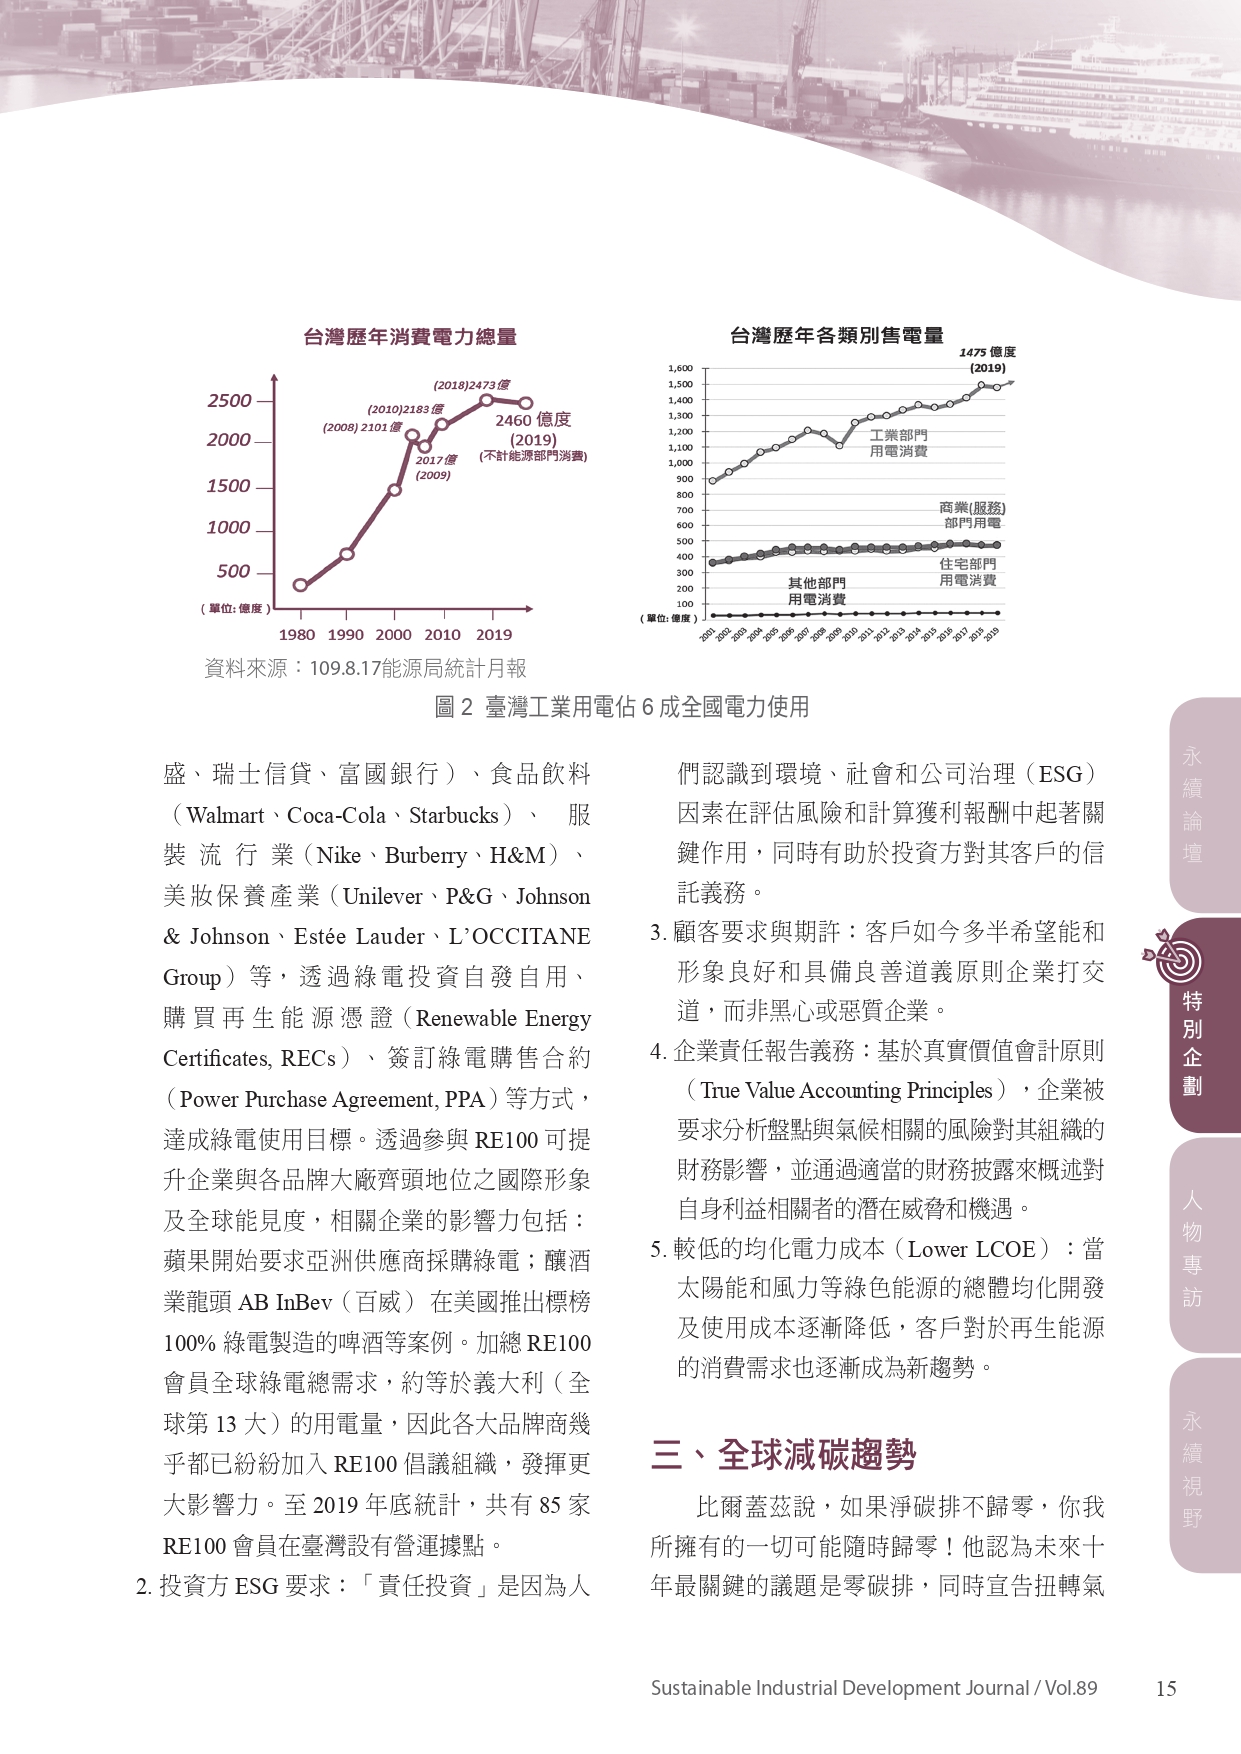 台灣歷年消費電力總量
2500
2000
1500
1000
500
(單位: 億度)
1980 1990 2000 2010 2019
(2008) 2101 億
(2010)2183 億
(2018)2473 億
2017 億
(2009)
2460 億度
(2019)
(不計能源部門消費)
資料來源：109.8.17能源局統計月報
台灣歷年各類別售電量
1475 億度
(2019)
1,600
1,500
1,400
1,300
1,200
1,100
1,000
900
800
700
600
500
400
300
200
100
(單位: 億度)
工業部門
用電消費
商業(服務)
部門用電
住宅部門
用電消費
其他部門
用電消費
2001 2002 2003 2004 2005 2006 2007 2008 2009 2010 2011 2012 2013 2014 2015 2016 2017 2018 2019
圖 2 臺灣工業用電佔 6 成全國電力使用
盛、瑞士信貸、富國銀行）、食品飲料
（Walmart、Coca-Cola、Starbucks）、 服
裝流行業（Nike、Burberry、H&M）、
美妝保養產業（Unilever、P&G、Johnson
& Johnson、Estée Lauder、L’OCCITANE
Group）等，透過綠電投資自發自用、
購買再生能源憑證（Renewable Energy
Certificates, RECs）、簽訂綠電購售合約
（Power Purchase Agreement, PPA）等方式，
達成綠電使用目標。透過參與 RE100 可提
升企業與各品牌大廠齊頭地位之國際形象
及全球能見度，相關企業的影響力包括：
蘋果開始要求亞洲供應商採購綠電；釀酒
業龍頭 AB InBev（百威） 在美國推出標榜
100% 綠電製造的啤酒等案例。加總 RE100
會員全球綠電總需求，約等於義大利（全
球第 13 大）的用電量，因此各大品牌商幾
乎都已紛紛加入 RE100 倡議組織，發揮更
大影響力。至 2019 年底統計，共有 85 家
RE100 會員在臺灣設有營運據點。
2. 投資方 ESG 要求：「責任投資」是因為人
們認識到環境、社會和公司治理（ESG）
因素在評估風險和計算獲利報酬中起著關
鍵作用，同時有助於投資方對其客戶的信
託義務。
3. 顧客要求與期許：客戶如今多半希望能和
形象良好和具備良善道義原則企業打交
道，而非黑心或惡質企業。
4. 企業責任報告義務：基於真實價值會計原則
（True Value Accounting Principles），企業被
要求分析盤點與氣候相關的風險對其組織的
財務影響，並通過適當的財務披露來概述對
自身利益相關者的潛在威脅和機遇。
5. 較低的均化電力成本（Lower LCOE）：當
太陽能和風力等綠色能源的總體均化開發
及使用成本逐漸降低，客戶對於再生能源
的消費需求也逐漸成為新趨勢。
三、全球減碳趨勢
比爾蓋茲說，如果淨碳排不歸零，你我
所擁有的一切可能隨時歸零！他認為未來十
年最關鍵的議題是零碳排，同時宣告扭轉氣
永續論壇
特別企劃
人物專訪
永續視野
Sustainable Industrial Development Journal / Vol.89 15